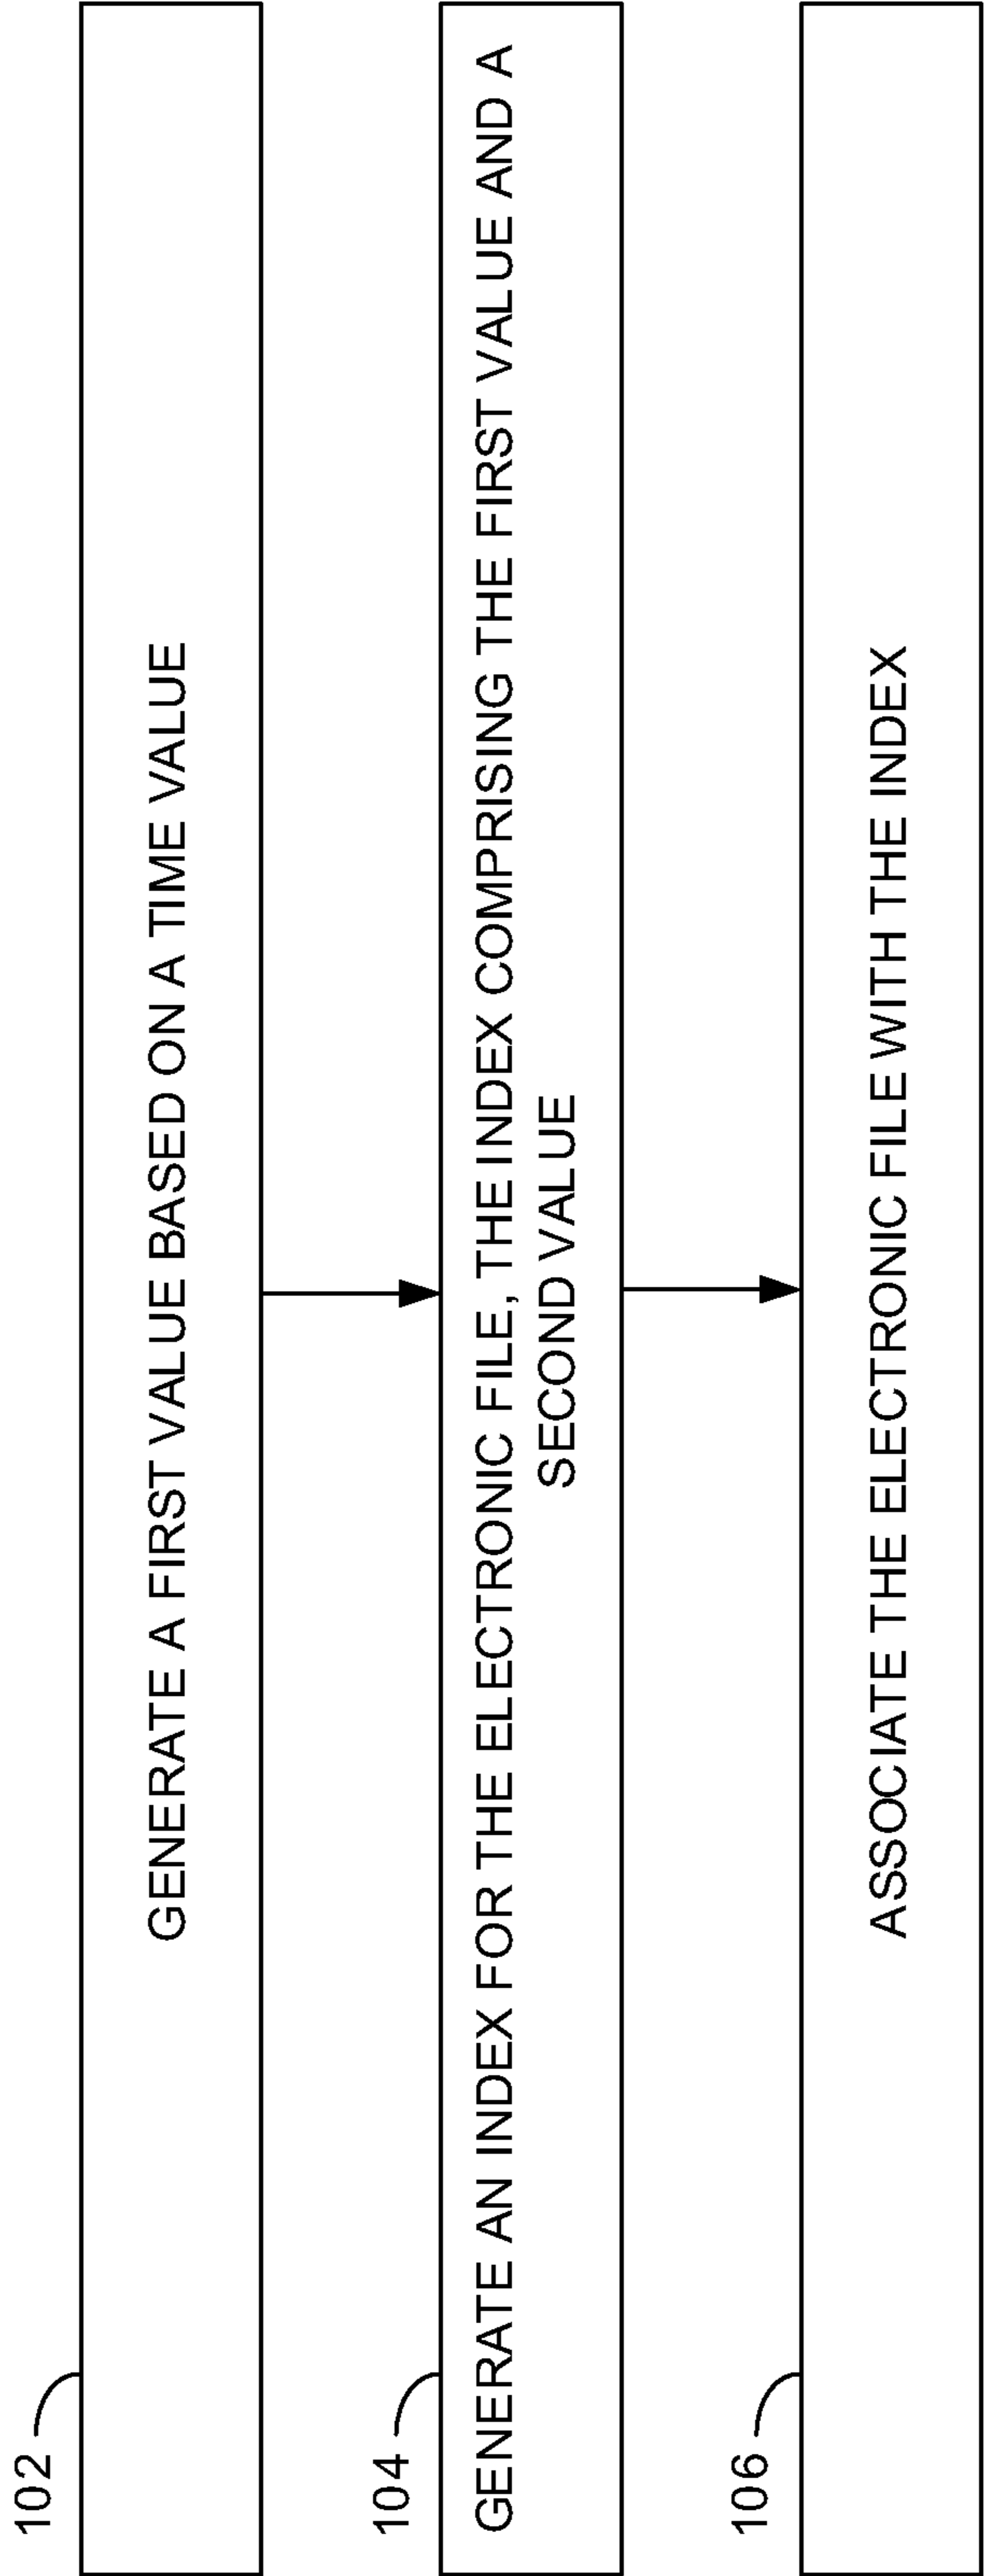 102
GENERATE A FIRST VALUE BASED ON A TIME VALUE
104
GENERATE AN INDEX FOR THE ELECTRONIC FILE, THE INDEX COMPRISING THE FIRST VALUE AND A
SECOND VALUE
106
ASSOCIATE THE ELECTRONIC FILE WITH THE INDEX